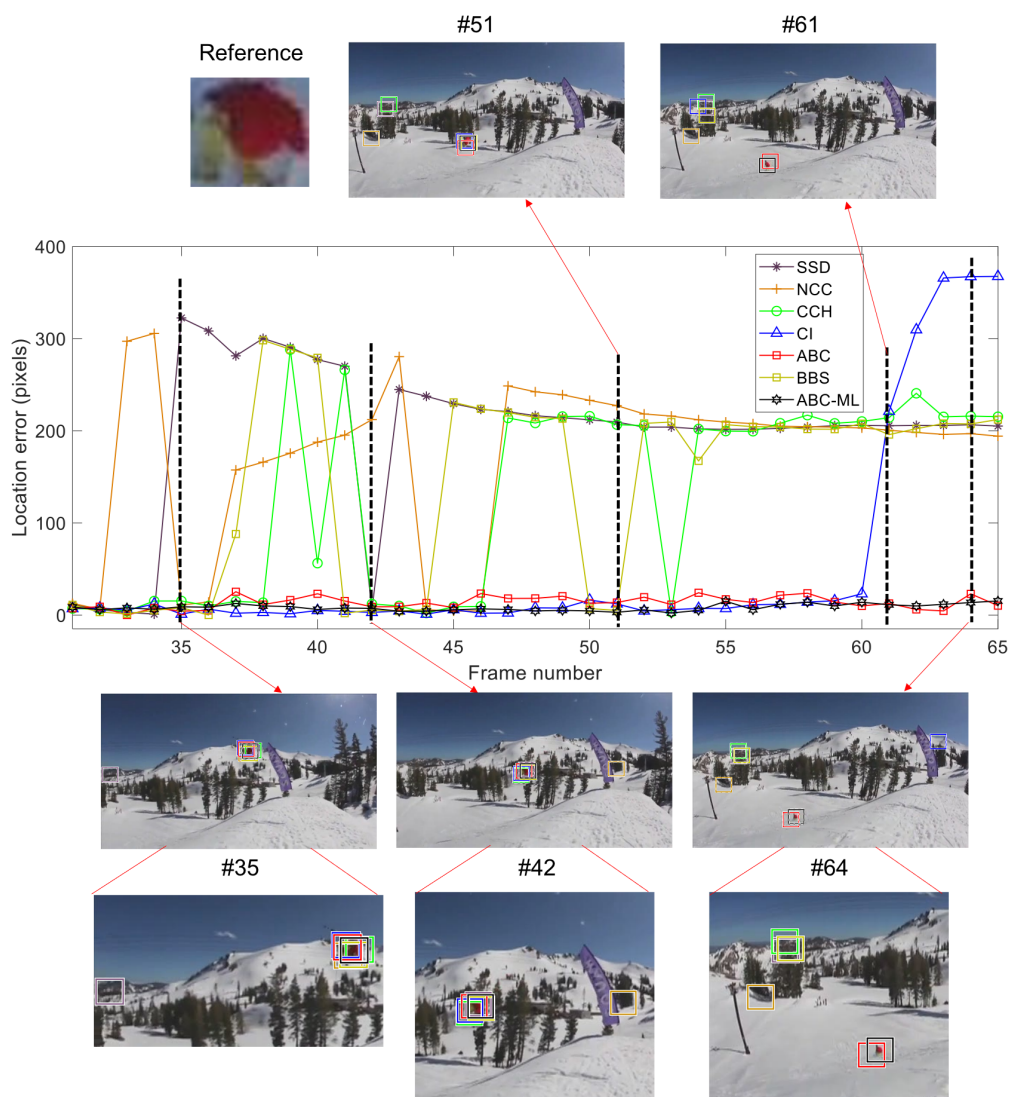 #51
#61
Reference
400
300
200
100
0
Location error (pixels)
SSD
NCC
CCH
CI
ABC
BBS
ABC-ML
35
40
45
50
55
60
65
Frame number
#35
#42
#64